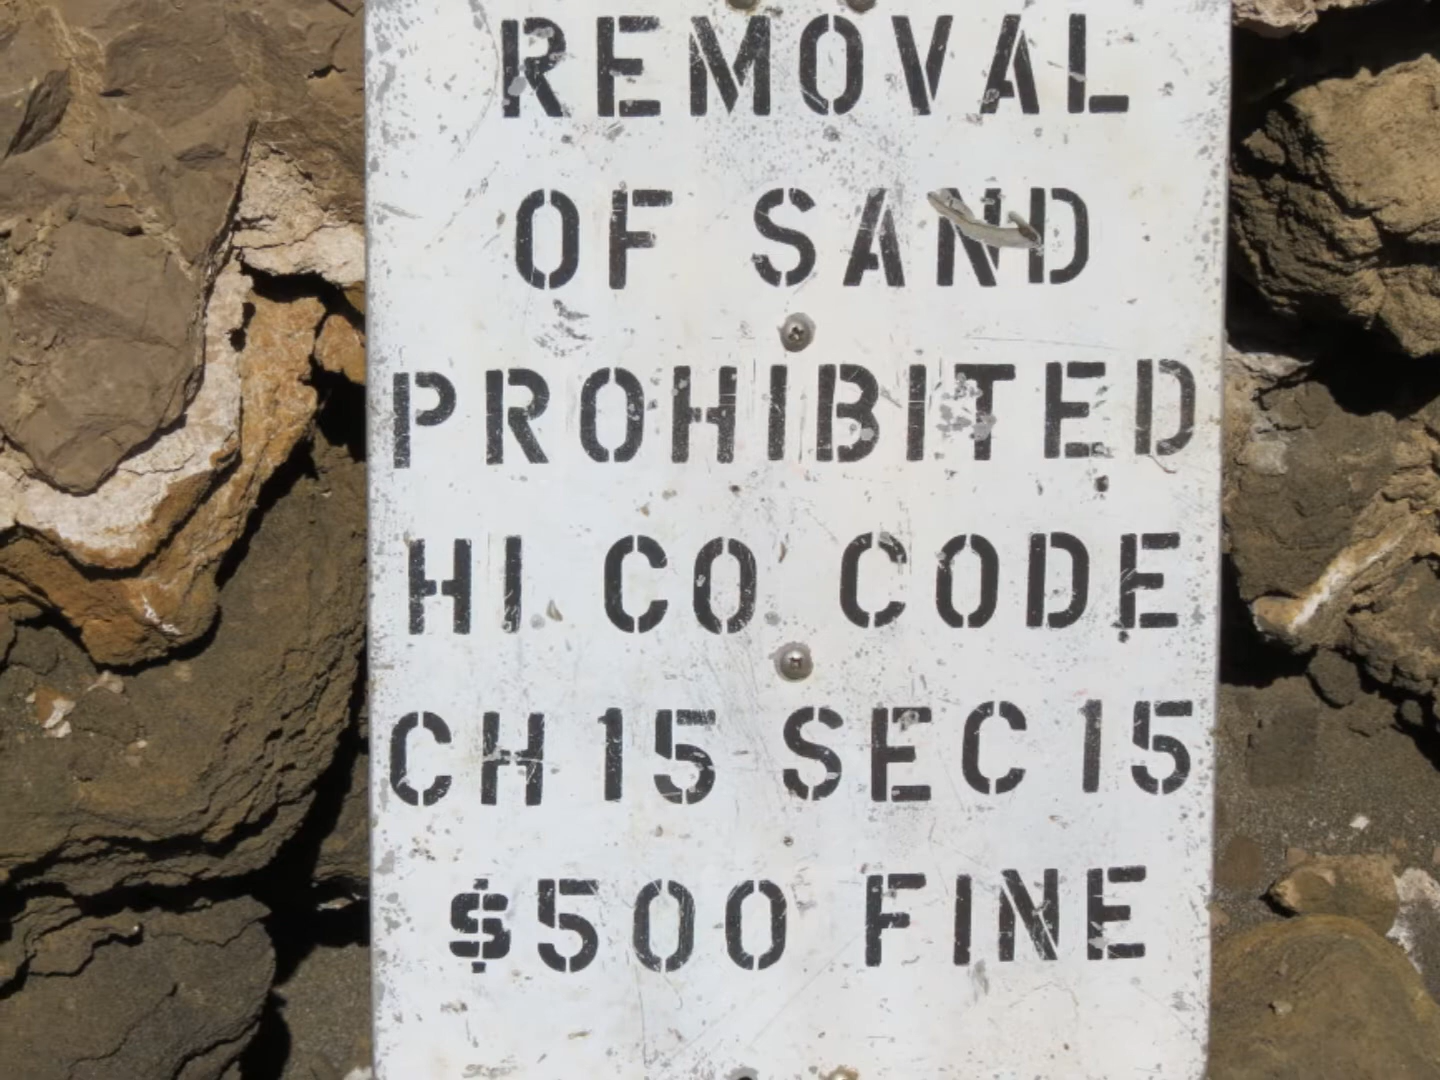 REMOVAL
OF SAND
PROHIBITED
HI CO CODE
CH 15 SEC 15
$500 FINE